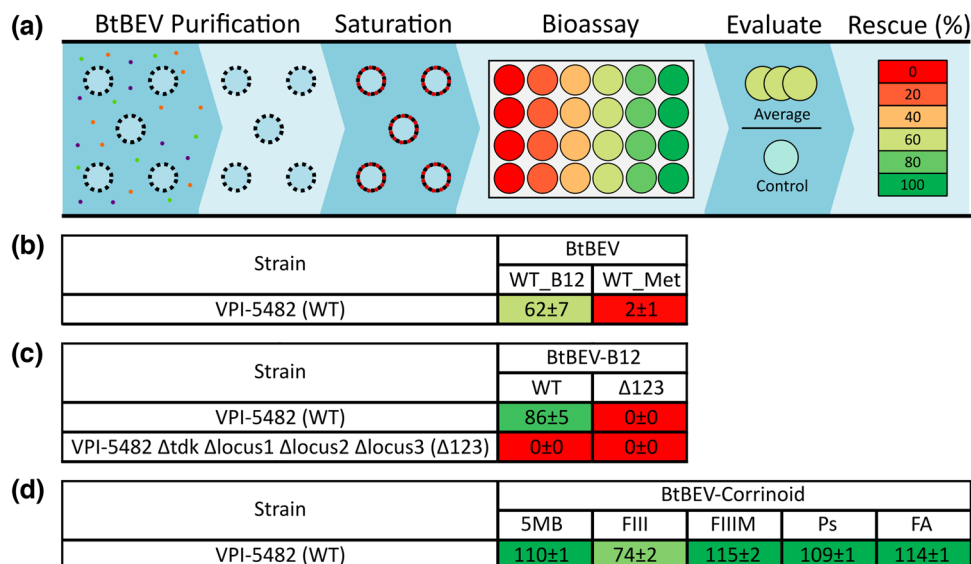 (a) BtBEV Purification Saturation Bioassay Evaluate Rescue (%)
0
20
40
60
80
100
Average
Control
(b) Strain BtBEV
WT_B12 WT_Met
VPI-5482 (WT) 62±7 2±1
(c) Strain BtBEV-B12
WT Δ123
VPI-5482 (WT) 86±5 0±0
VPI-5482 Δtdk Δlocus1 Δlocus2 Δlocus3 (Δ123) 0±0 0±0
(d) Strain BtBEV-Corrinoid
5MB FIII FIIIM Ps FA
VPI-5482 (WT) 110±1 74±2 115±2 109±1 114±1